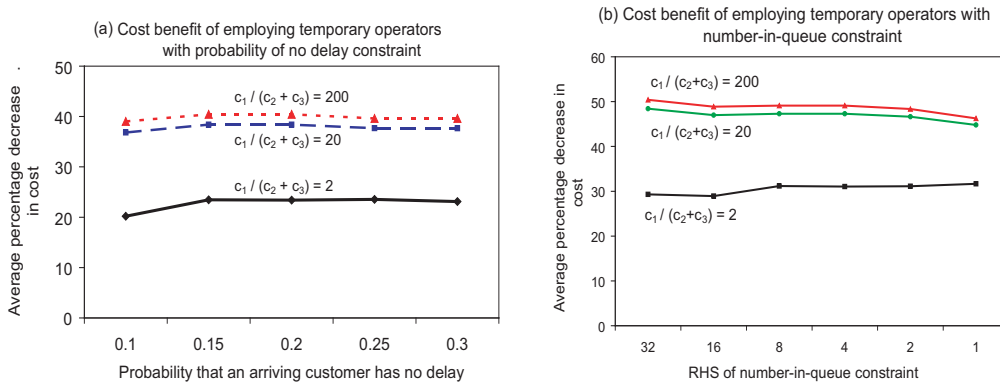 (a) Cost benefit of employing temporary operators
with probability of no delay constraint
Average percentage decrease
in cost
50
40
30
20
10
0
c₁ / (c₂ + c₃) = 200
c₁ / (c₂ + c₃) = 20
c₁ / (c₂ + c₃) = 2
0.1 0.15 0.2 0.25 0.3
Probability that an arriving customer has no delay
(b) Cost benefit of employing temporary operators with
number-in-queue constraint
Average percentage decrease in
cost
60
50
40
30
20
10
0
c₁ / (c₂+c₃) = 200
c₁ / (c₂+c₃) = 20
c₁ / (c₂+c₃) = 2
32 16 8 4 2 1
RHS of number-in-queue constraint